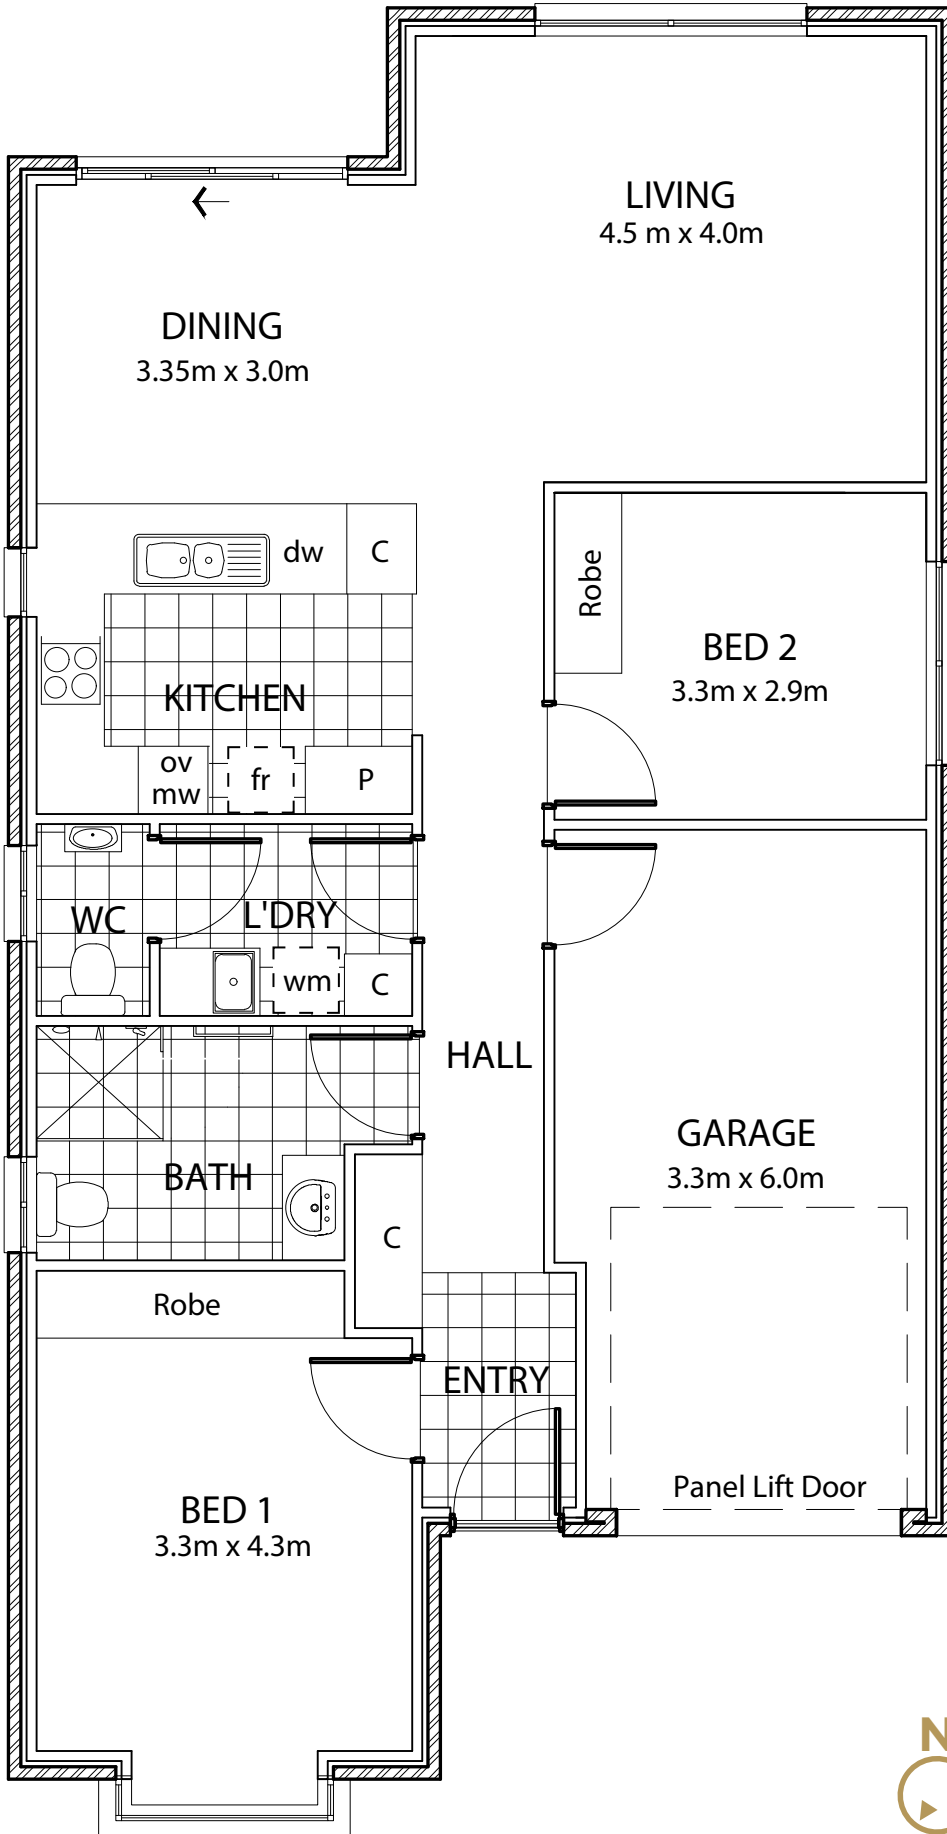 LIVING
4.5 m x 4.0m
DINING
3.35m x 3.0m
dw
C
Robe
BED 2
3.3m x 2.9m
KITCHEN
ov
mw
fr
P
WC
L'DRY
wm
C
HALL
GARAGE
3.3m x 6.0m
BATH
C
Robe
ENTRY
Panel Lift Door
BED 1
3.3m x 4.3m
N